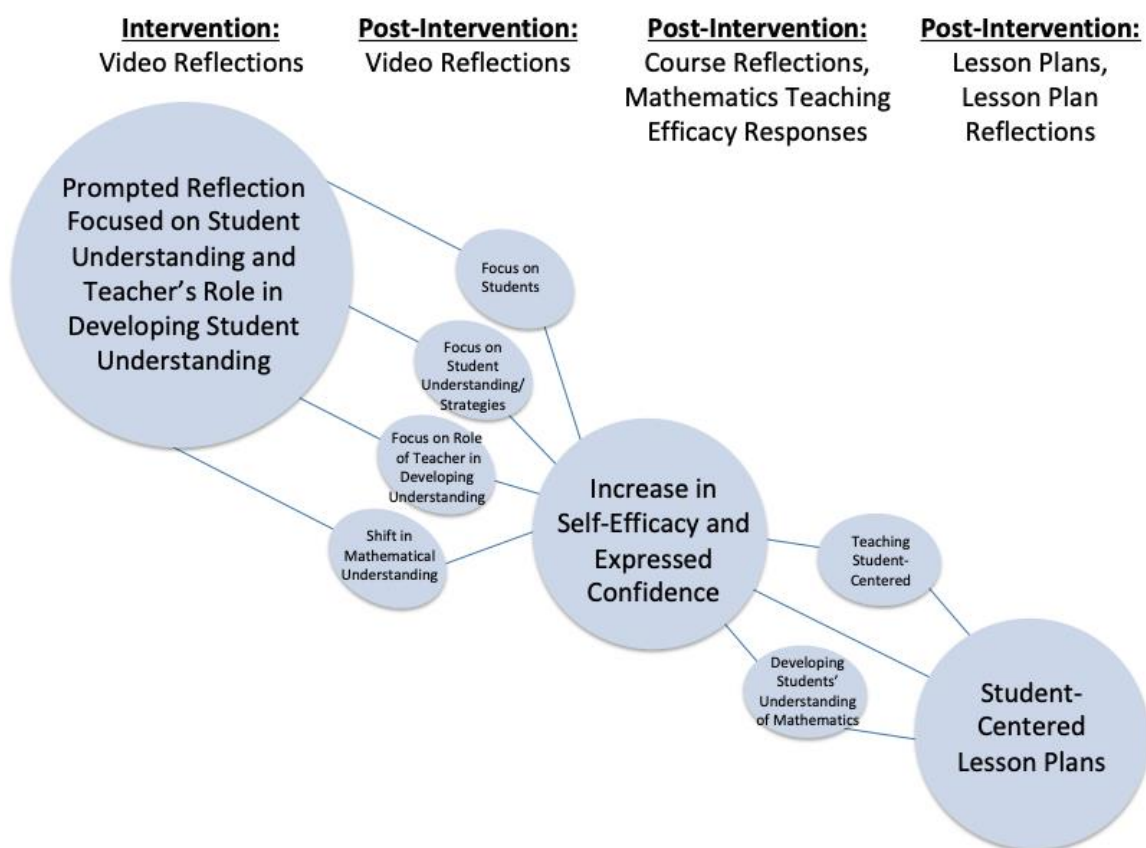 Intervention:
Video Reflections
Post-Intervention:
Video Reflections
Post-Intervention:
Course Reflections,
Mathematics Teaching
Efficacy Responses
Post-Intervention:
Lesson Plans,
Lesson Plan
Reflections
Prompted Reflection
Focused on Student
Understanding and
Teacher’s Role in
Developing Student
Understanding
Focus on
Students
Focus on
Student
Understanding/
Strategies
Focus on Role
of Teacher in
Developing
Understanding
Shift in
Mathematical
Understanding
Increase in
Self-Efficacy and
Expressed
Confidence
Teaching
Student-
Centered
Developing
Students’
Understanding
of Mathematics
Student-
Centered
Lesson Plans